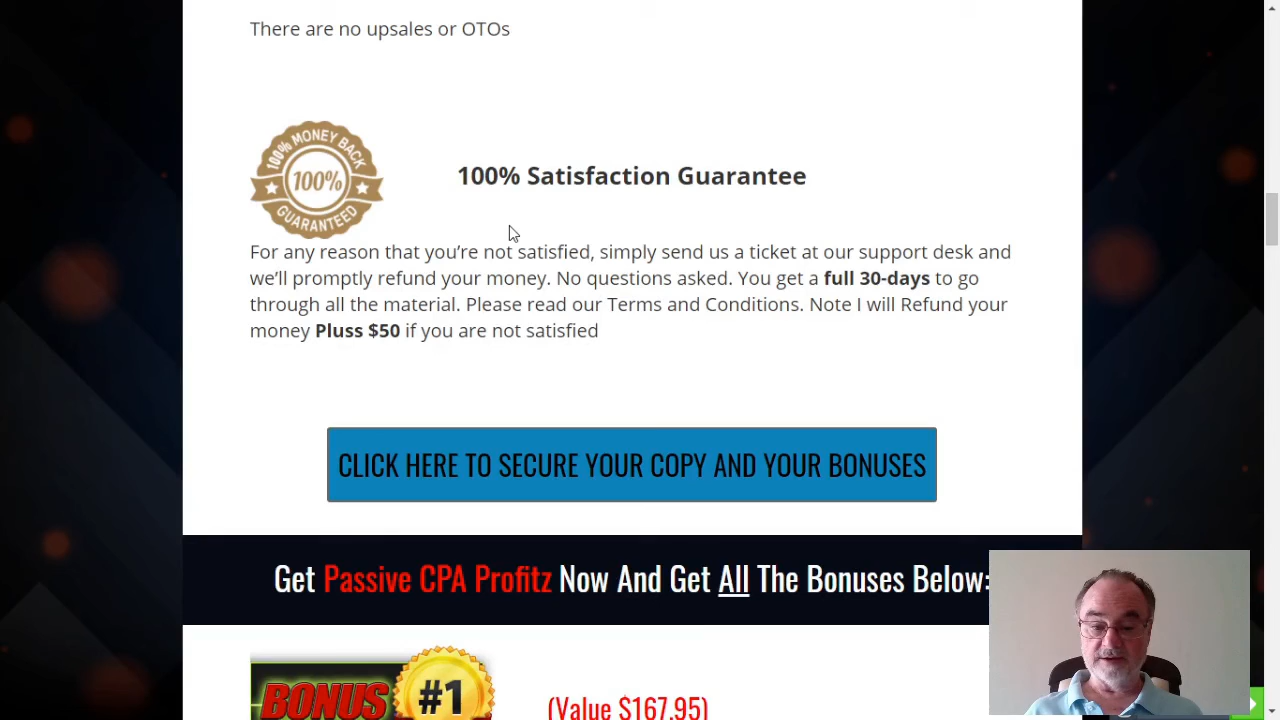 There are no upsales or OTOs
100% MONEY BACK
100%
GUARANTEED
100% Satisfaction Guarantee
For any reason that you’re not satisfied, simply send us a ticket at our support desk and
we’ll promptly refund your money. No questions asked. You get a full 30-days to go
through all the material. Please read our Terms and Conditions. Note I will Refund your
money Pluss $50 if you are not satisfied
CLICK HERE TO SECURE YOUR COPY AND YOUR BONUSES
Get Passive CPA Profitz Now And Get All The Bonuses Below:
BONUS #1
(Value $167.95)